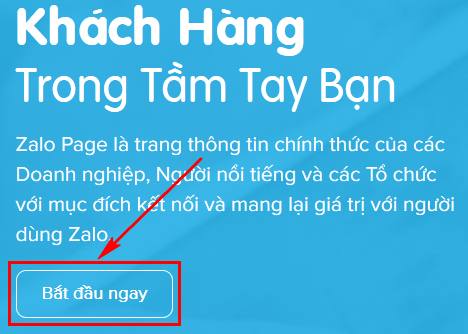 Khách Hàng
Trong Tầm Tay Bạn
Zalo Page là trang thông tin chính thức của các
Doanh nghiệp, Người nổi tiếng và các Tổ chức
với mục đích kết nối và mang lại giá trị với người
dùng Zalo.
Bắt đầu ngay